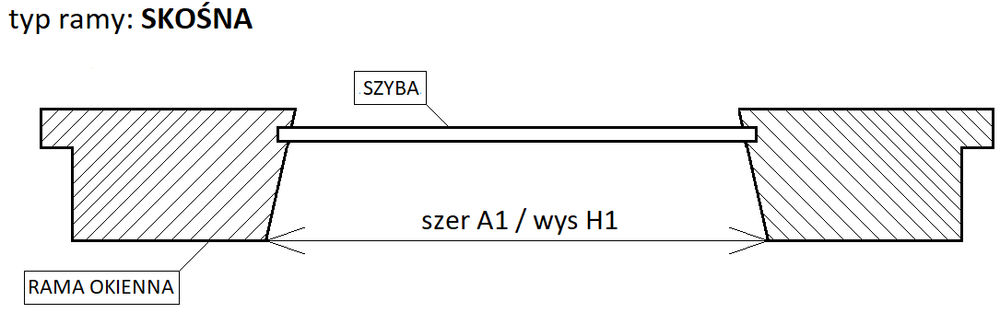 typ ramy: SKOŚNA
SZYBA
szer A1 / wys H1
RAMA OKIENNA